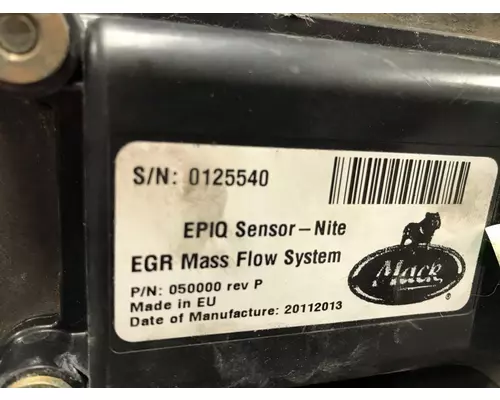 S/N: 0125540
EPIQ Sensor-Nite
EGR Mass Flow System
Mack
®
P/N: 050000 rev P
Made in EU
Date of Manufacture: 20112013